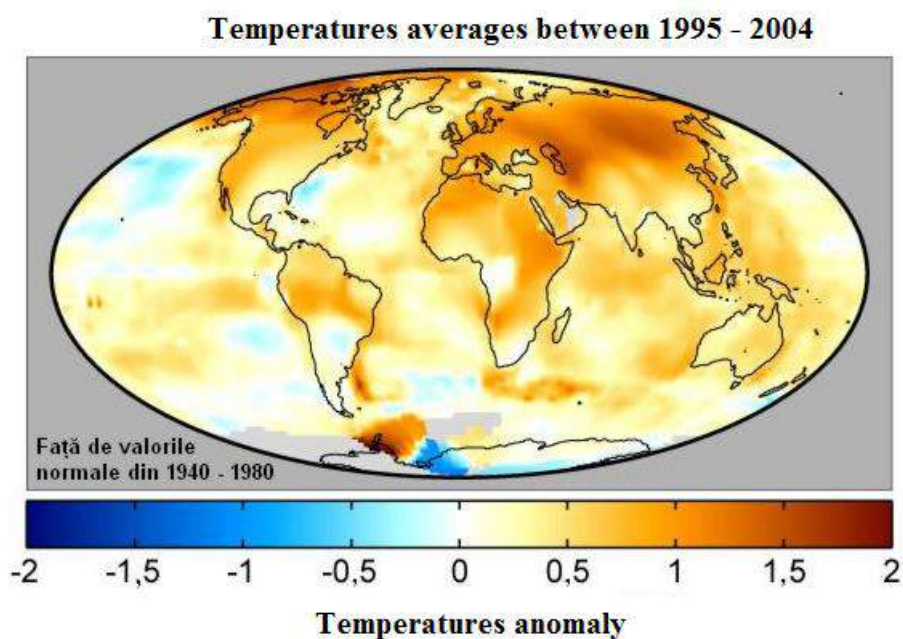 Temperatures averages between 1995 - 2004
Față de valorile
normale din 1940 - 1980
-2 -1,5 -1 -0,5 0 0,5 1 1,5 2
Temperatures anomaly